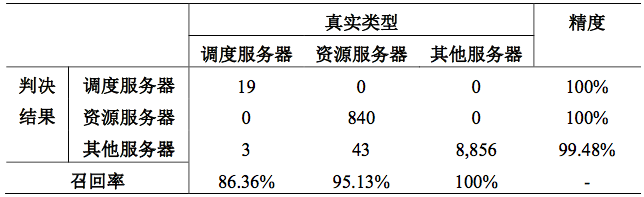 真实类型 精度
调度服务器 资源服务器 其他服务器
判决 调度服务器 19 0 0 100%
结果 资源服务器 0 840 0 100%
其他服务器 3 43 8,856 99.48%
召回率 86.36% 95.13% 100% -